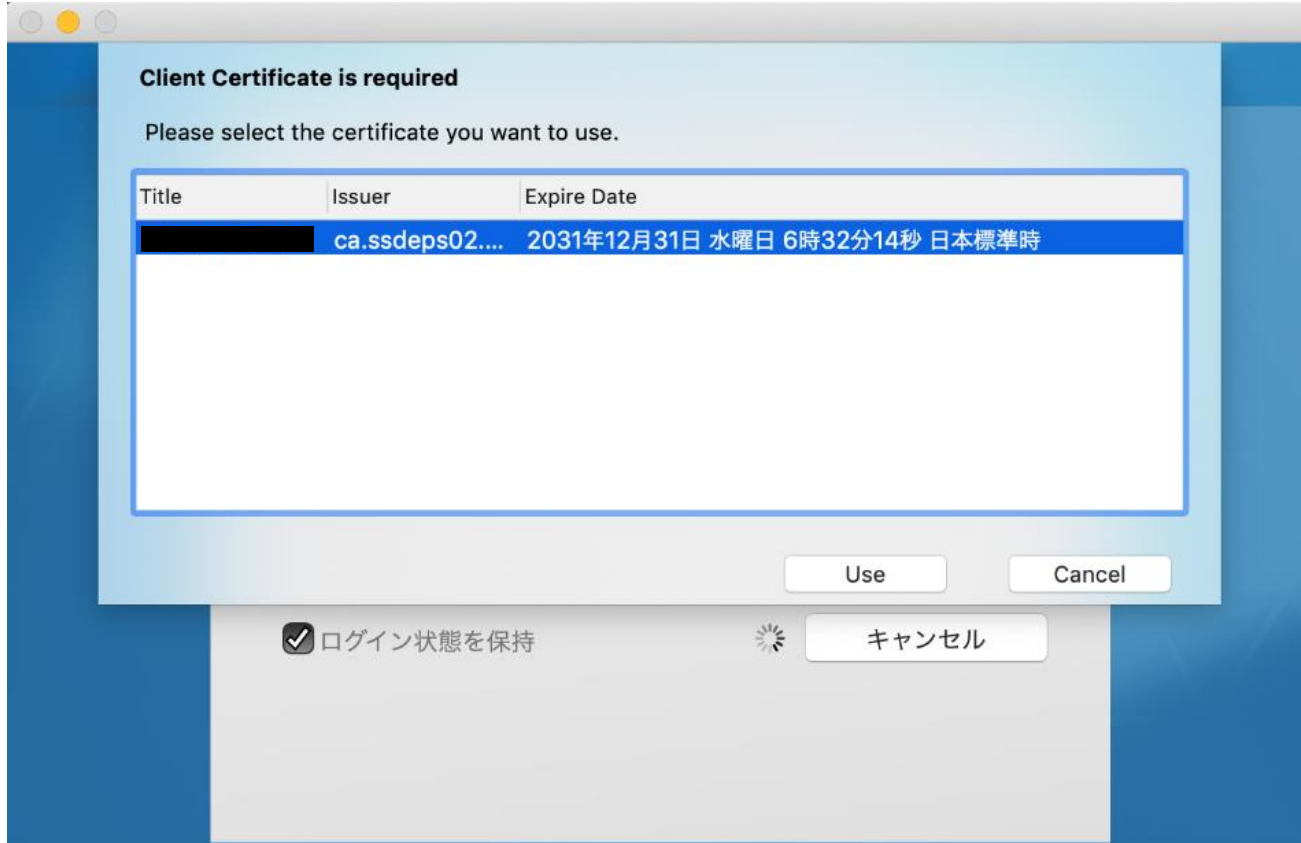 Client Certificate is required
Please select the certificate you want to use.
Title Issuer Expire Date
ca.ssdeps02.... 2031年12月31日 水曜日 6時32分14秒 日本標準時
Use Cancel
ログイン状態を保持 キャンセル